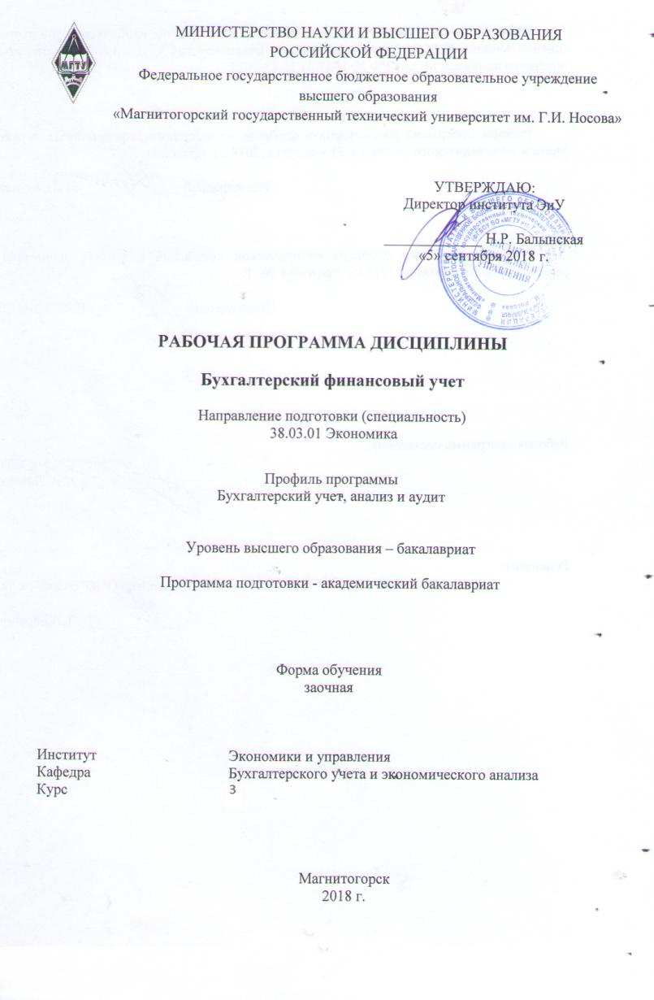 МИНИСТЕРСТВО НАУКИ И ВЫСШЕГО ОБРАЗОВАНИЯ
РОССИЙСКОЙ ФЕДЕРАЦИИ
Федеральное государственное бюджетное образовательное учреждение
высшего образования
«Магнитогорский государственный технический университет им. Г.И. Носова»
МГТУ
УТВЕРЖДАЮ:
Директор института ЭиУ
Н.Р. Балынская
«5» сентября 2018 г.
ЭКОНОМИКИ И
УПРАВЛЕНИЯ
РАБОЧАЯ ПРОГРАММА ДИСЦИПЛИНЫ
Бухгалтерский финансовый учет
Направление подготовки (специальность)
38.03.01 Экономика
Профиль программы
Бухгалтерский учет, анализ и аудит
Уровень высшего образования – бакалавриат
Программа подготовки - академический бакалавриат
Форма обучения
заочная
Институт Экономики и управления
Кафедра Бухгалтерского учета и экономического анализа
Курс 3
Магнитогорск
2018 г.